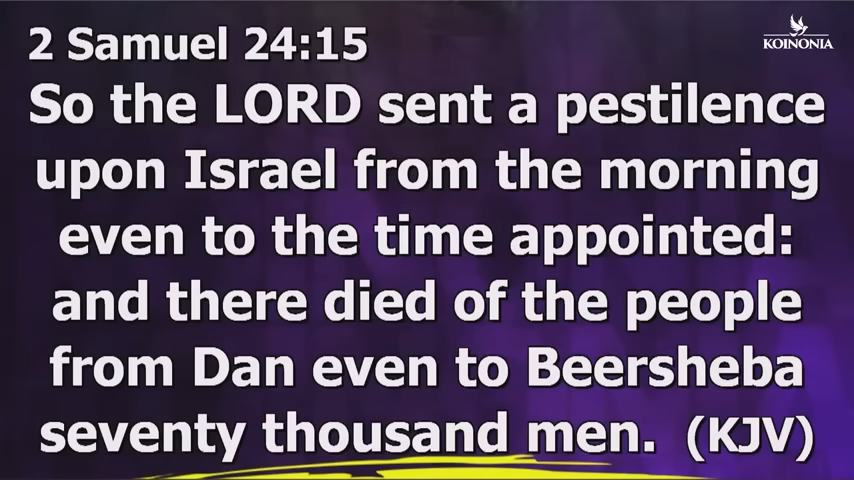 2 Samuel 24:15
KOINONIA
So the LORD sent a pestilence
upon Israel from the morning
even to the time appointed:
and there died of the people
from Dan even to Beersheba
seventy thousand men. (KJV)